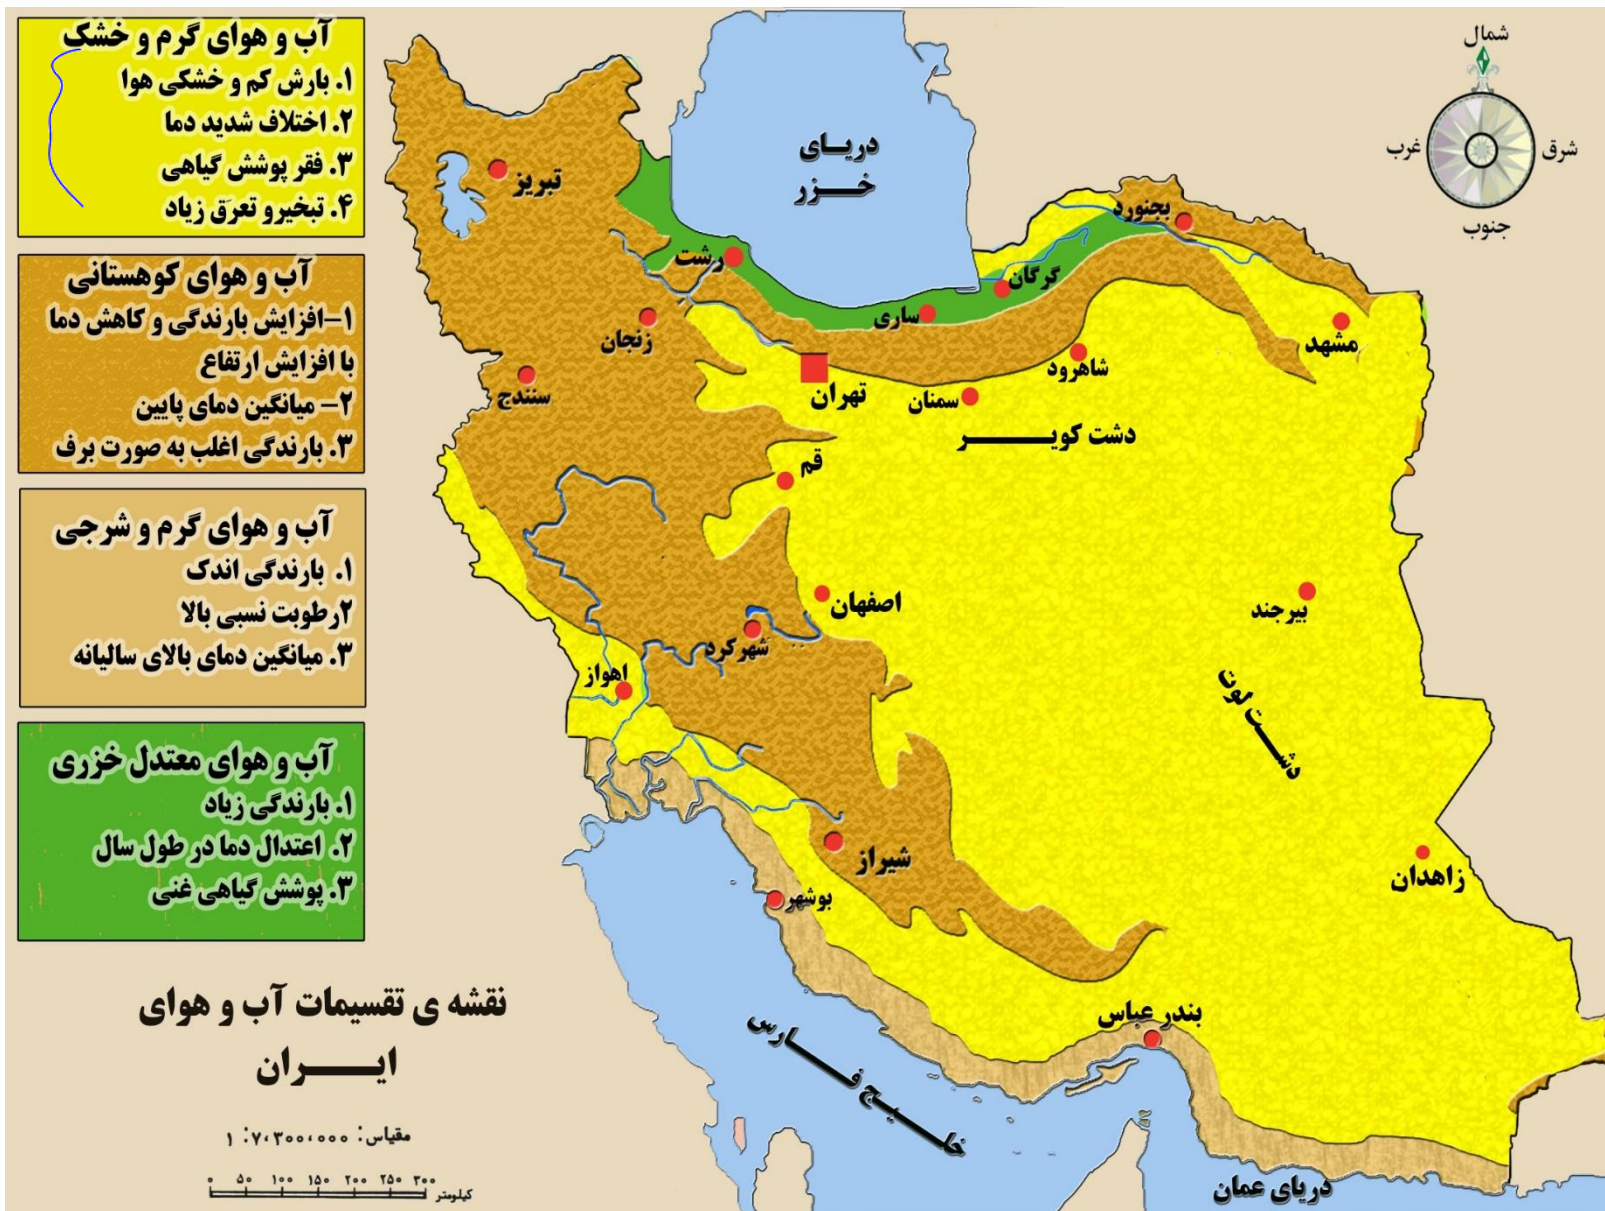 آب و هوای گرم و خشک
۱. بارش کم و خشکی هوا
۲. اختلاف شدید دما
۳. فقر پوشش گیاهی
۴. تبخیرو تعرَق زیاد
آب و هوای کوهستانی
۱-افزایش بارندگی و کاهش دما
با افزایش ارتفاع
۲- میانگین دمای پایین
۳. بارندگی اغلب به صورت برف
آب و هوای گرم و شرجی
۱. بارندگی اندک
۲رطوبت نسبی بالا
۳. میانگین دمای بالای سالیانه
آب و هوای معتدل خزری
۱. بارندگی زیاد
۲. اعتدال دما در طول سال
۳. پوشش گیاهی غنی
نقشه ی تقسیمات آب و هوای
ایـــران
مقیاس: ۱:۷،۳۰۰،۰۰۰
۰ ۵۰ ۱۰۰ ۱۵۰ ۲۰۰ ۲۵۰ ۳۰۰
کیلومتر
شمال
شرق
غرب
جنوب
دریـای
خـــزر
تبریز
رشت
بجنورد
گرگان
ساری
زنجان
مشهد
شاهرود
تهران
سمنان
سنندج
دشت کویـــــر
قم
اصفهان
بیرجند
شهرکرد
اهواز
دشـــت لوت
شیراز
زاهدان
بوشهر
بندر عباس
خلـــیـج فـــارس
دریای عمان